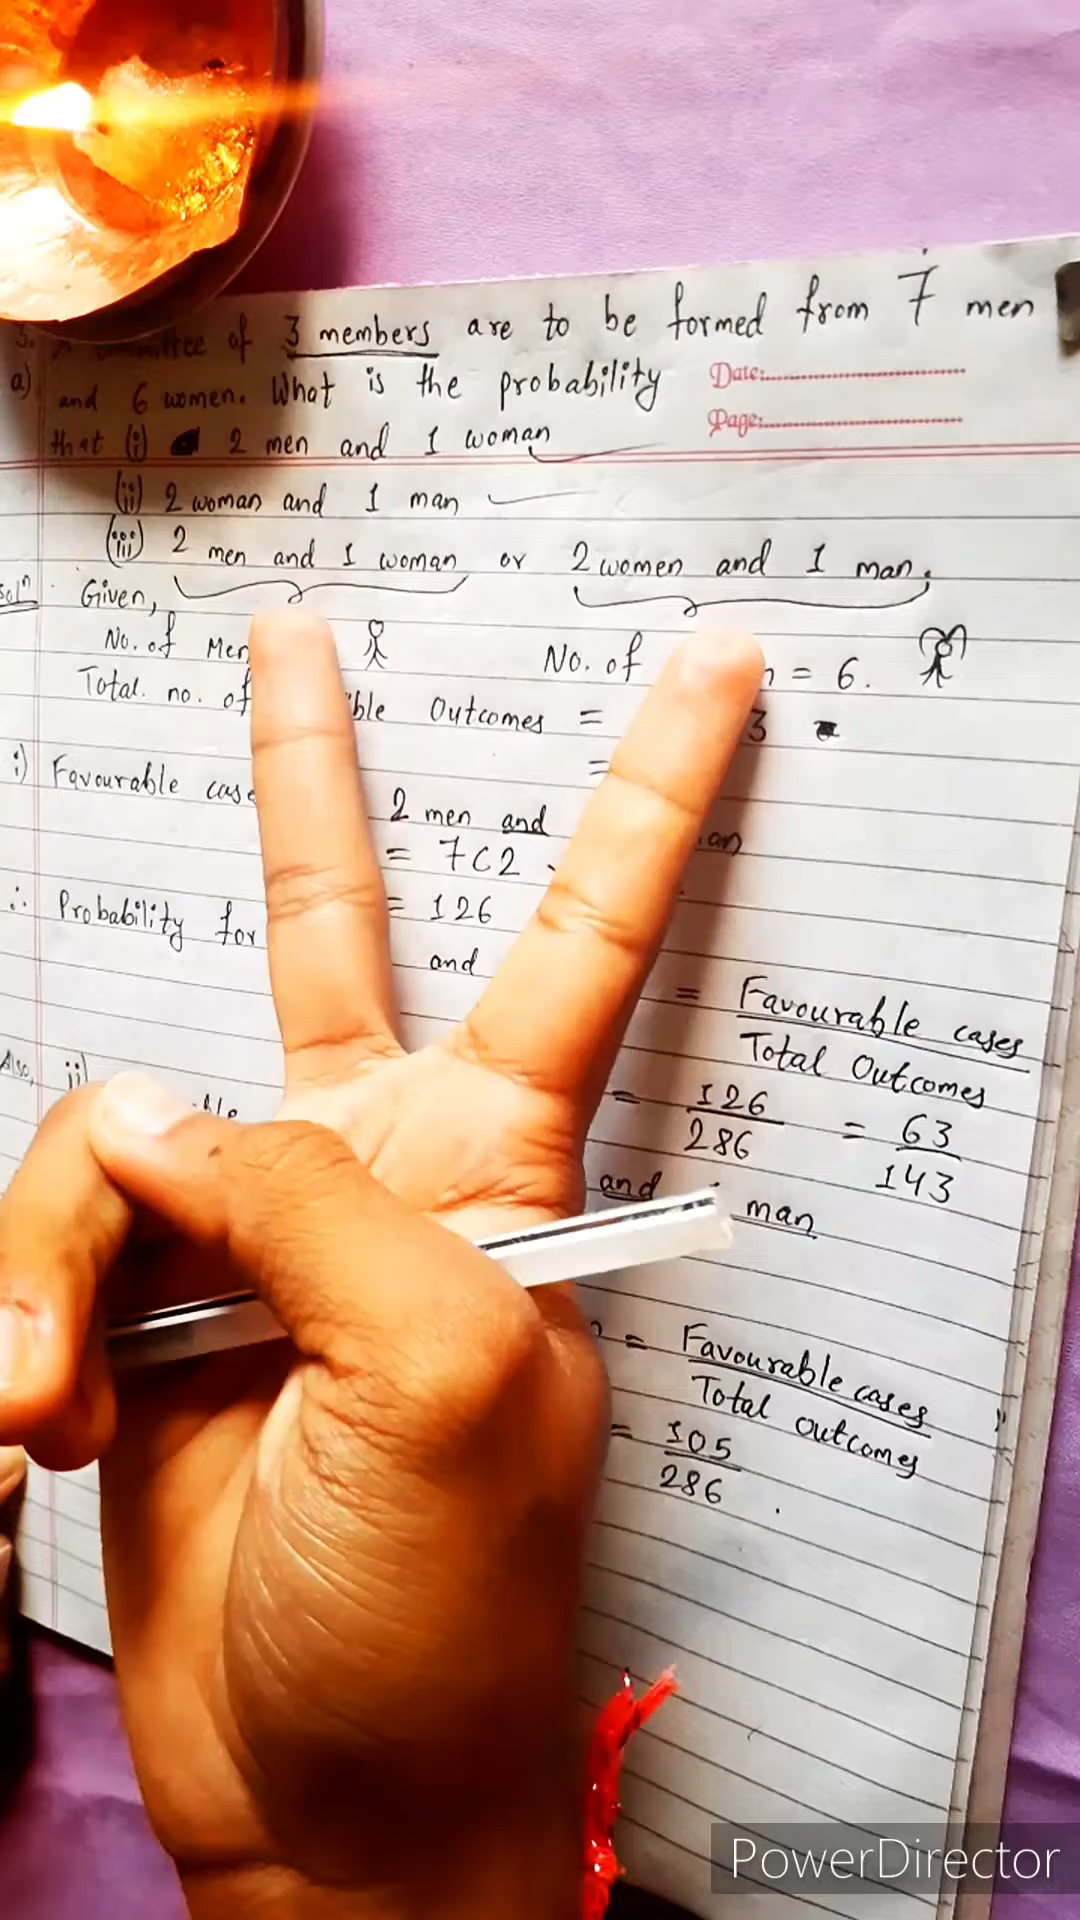 3. A committee of 3 members are to be formed from 7 men
a) and 6 women. What is the probability
Date:
Page:
that (i) 2 men and 1 woman
(ii) 2 woman and 1 man
(iii) 2 men and 1 woman or 2 women and 1 man.
Solⁿ Given,
No. of Men No. of = 6.
Total. no. of Outcomes = 3
=
i) Favourable case 2 men and
= 7C2
= 126
∴ Probability for
and
= Favourable cases
Total Outcomes
= 126/286 = 63/143
Also, ii)
and man
= Favourable cases
Total outcomes
= 105/286 .
PowerDirector